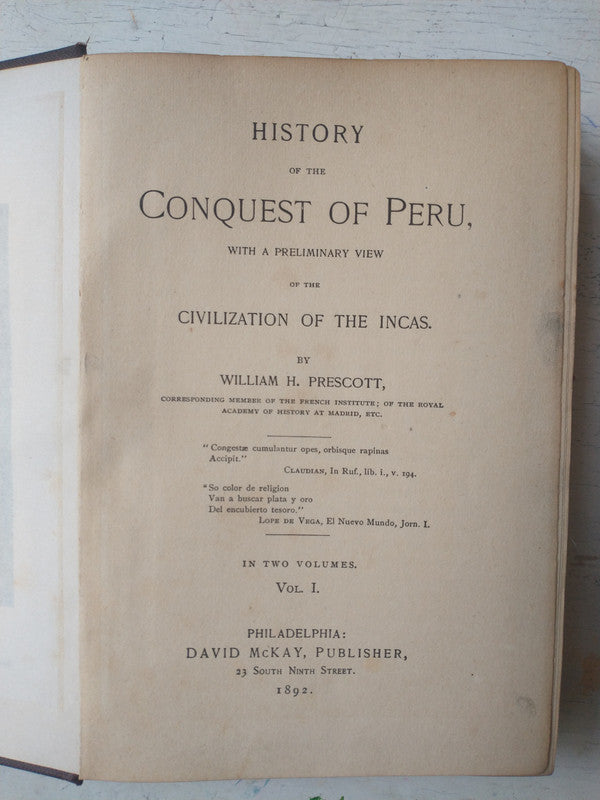 HISTORY
OF THE
CONQUEST OF PERU,
WITH A PRELIMINARY VIEW
OF THE
CIVILIZATION OF THE INCAS.
BY
WILLIAM H. PRESCOTT,
CORRESPONDING MEMBER OF THE FRENCH INSTITUTE; OF THE ROYAL
ACADEMY OF HISTORY AT MADRID, ETC.
"Congestæ cumulantur opes, orbisque rapinas
Accipit."
CLAUDIAN, In Ruf., lib. i., v. 194.
"So color de religion
Van a buscar plata y oro
Del encubierto tesoro."
LOPE DE VEGA, El Nuevo Mundo, Jorn. I.
IN TWO VOLUMES.
VOL. I.
PHILADELPHIA:
DAVID McKAY, PUBLISHER,
23 SOUTH NINTH STREET.
1892.